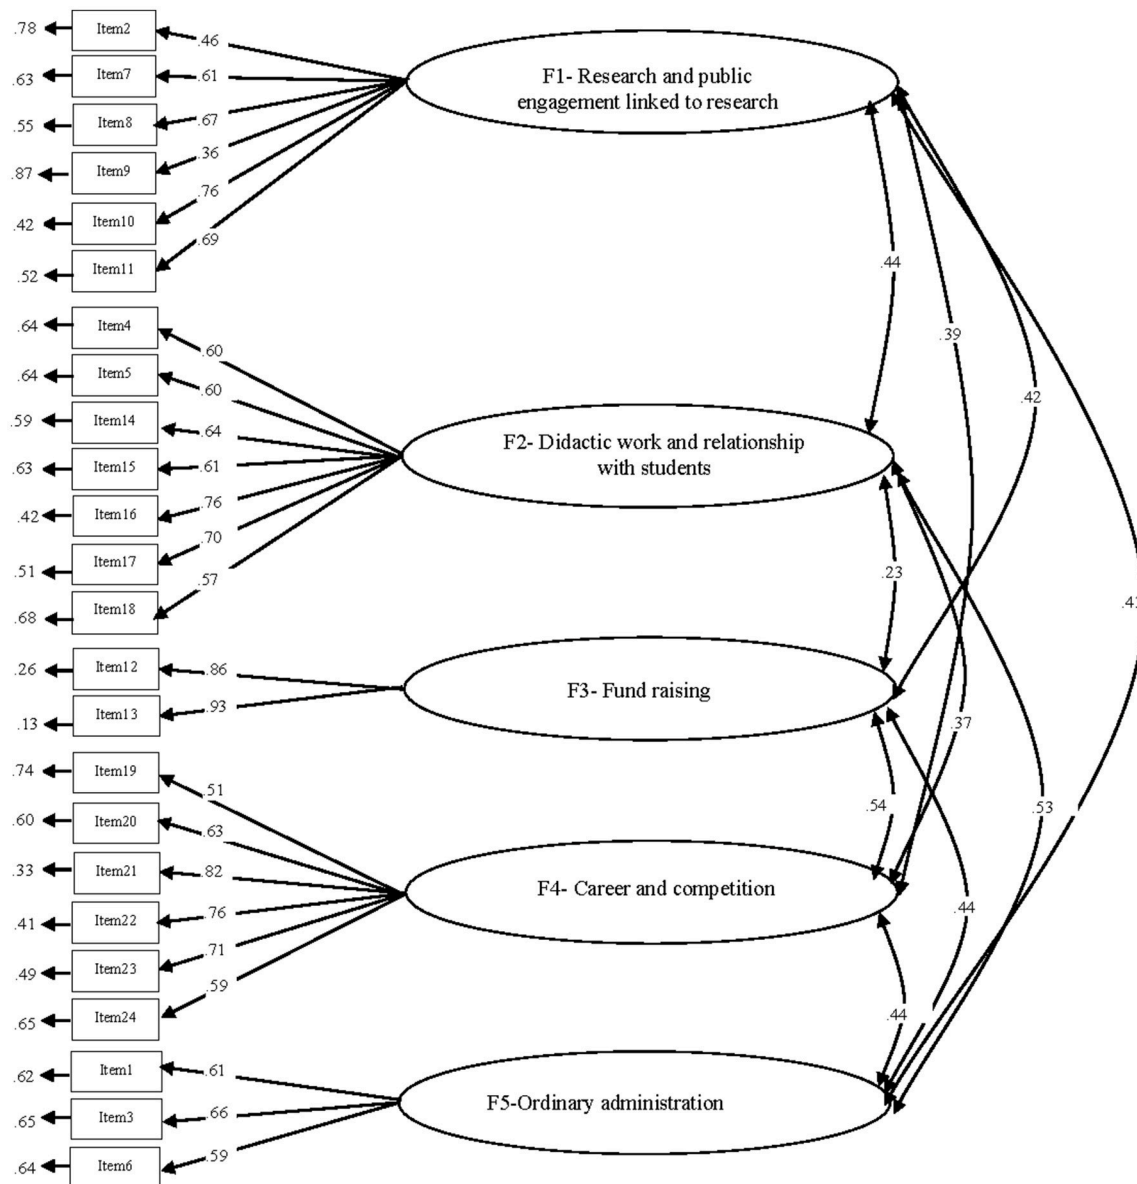 .78 Item2 .46
.63 Item7 .61
.55 Item8 .67
.87 Item9 .36
.42 Item10 .76
.52 Item11 .69
F1- Research and public
engagement linked to research
.44
.39
.42
.64 Item4 .60
.64 Item5 .60
.59 Item14 .64
.63 Item15 .61
.42 Item16 .76
.51 Item17 .70
.68 Item18 .57
F2- Didactic work and relationship
with students
.23
.26 Item12 .86
.13 Item13 .93
F3- Fund raising
.37
.54
.53
.74 Item19 .51
.60 Item20 .63
.33 Item21 .82
.41 Item22 .76
.49 Item23 .71
.65 Item24 .59
F4- Career and competition
.44
.44
.62 Item1 .61
.65 Item3 .66
.64 Item6 .59
F5-Ordinary administration